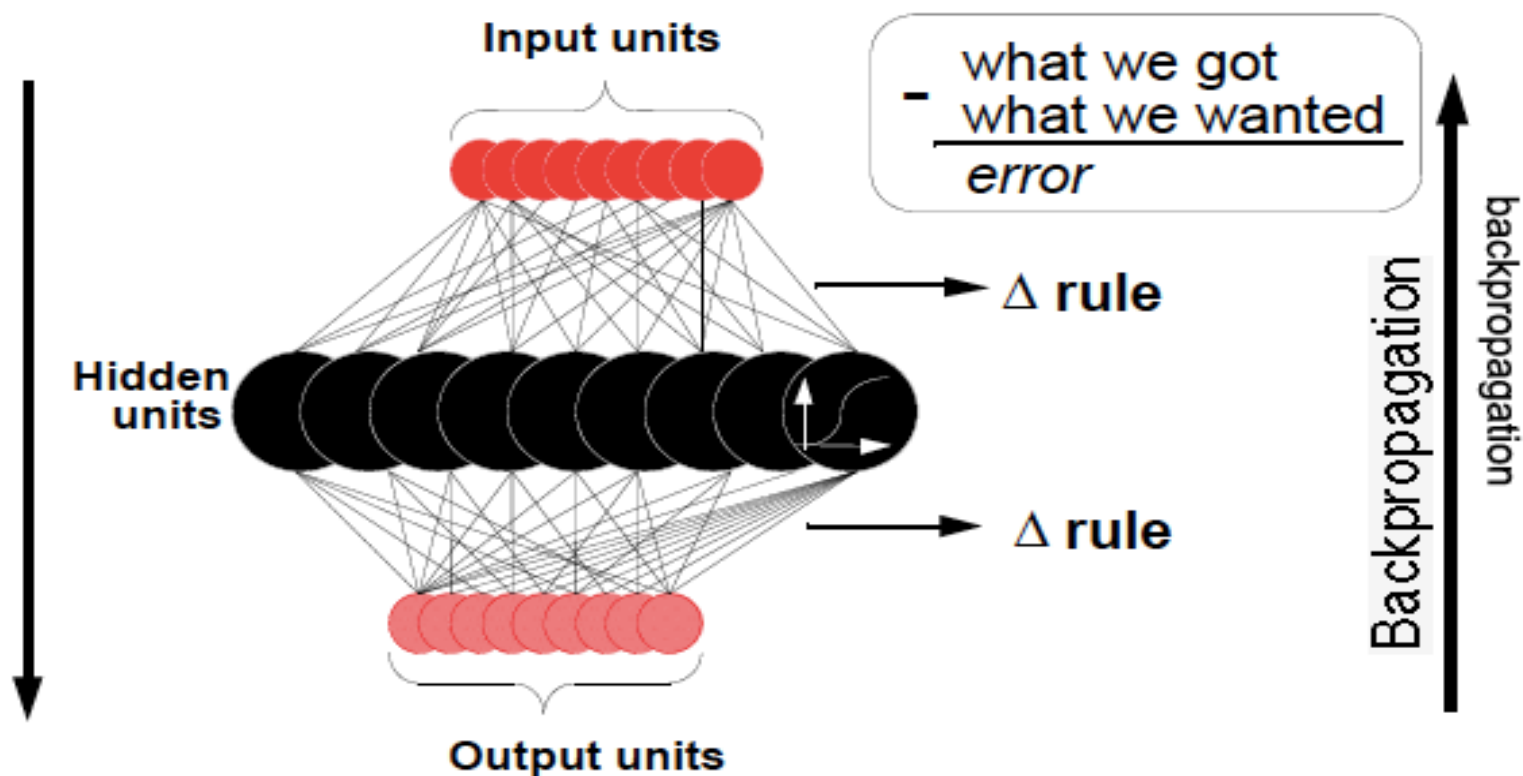 Input units
- what we got
what we wanted
error
Δ rule
Hidden
units
Δ rule
Output units
Backpropagation
backpropagation